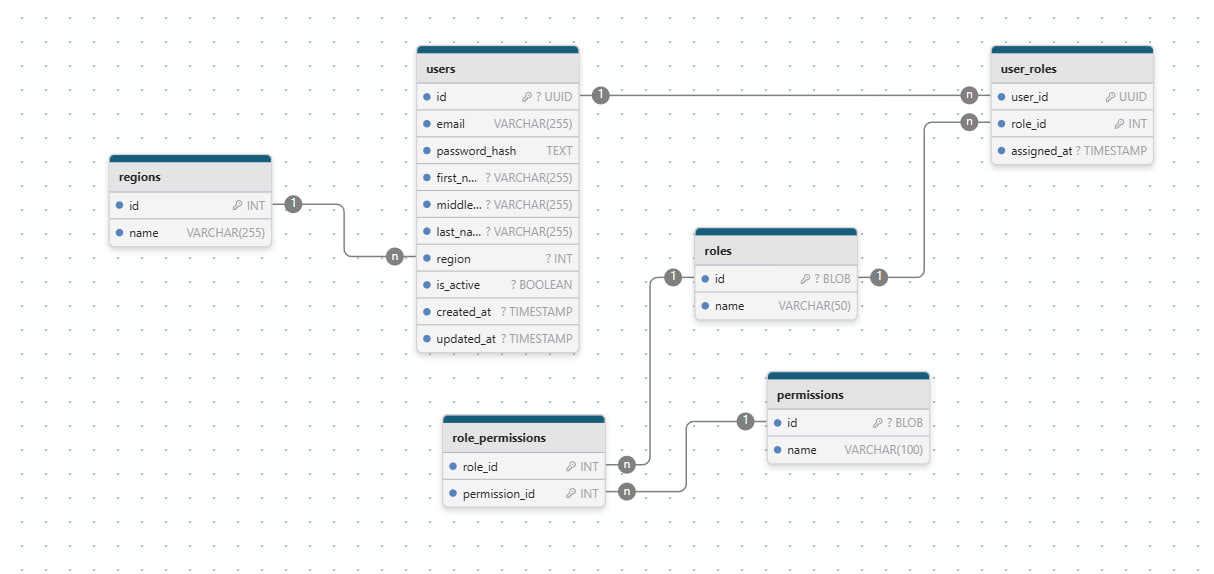 users
id ? UUID
email VARCHAR(255)
password_hash TEXT
first_n... ? VARCHAR(255)
middle... ? VARCHAR(255)
last_na... ? VARCHAR(255)
region ? INT
is_active ? BOOLEAN
created_at ? TIMESTAMP
updated_at ? TIMESTAMP
user_roles
user_id UUID
role_id INT
assigned_at ? TIMESTAMP
regions
id INT
name VARCHAR(255)
roles
id ? BLOB
name VARCHAR(50)
permissions
id ? BLOB
name VARCHAR(100)
role_permissions
role_id INT
permission_id INT
1
n
n
1
n
1
1
1
n
n